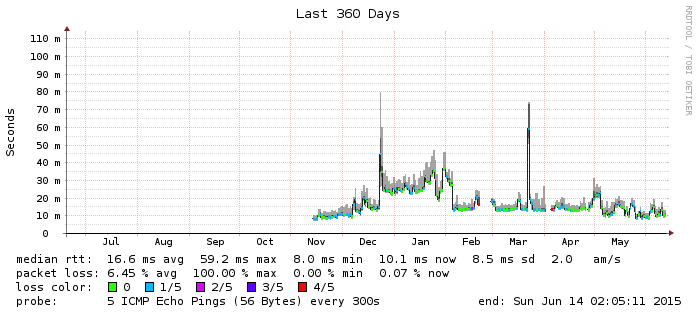 Last 360 Days
RRDTOOL / TOBI OETIKER
Seconds
110 m
100 m
90 m
80 m
70 m
60 m
50 m
40 m
30 m
20 m
10 m
0
Jul Aug Sep Oct Nov Dec Jan Feb Mar Apr May
median rtt: 16.6 ms avg 59.2 ms max 8.0 ms min 10.1 ms now 8.5 ms sd 2.0 am/s
packet loss: 6.45 % avg 100.00 % max 0.00 % min 0.07 % now
loss color: 0 1/5 2/5 3/5 4/5
probe: 5 ICMP Echo Pings (56 Bytes) every 300s end: Sun Jun 14 02:05:11 2015